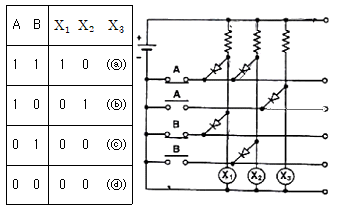 A B X₁ X₂ X₃
1 1 1 0 (ⓐ)
1 0 0 1 (ⓑ)
0 1 0 0 (ⓒ)
0 0 0 0 (ⓓ)
+
-
A
A
B
B
X₁ X₂ X₃